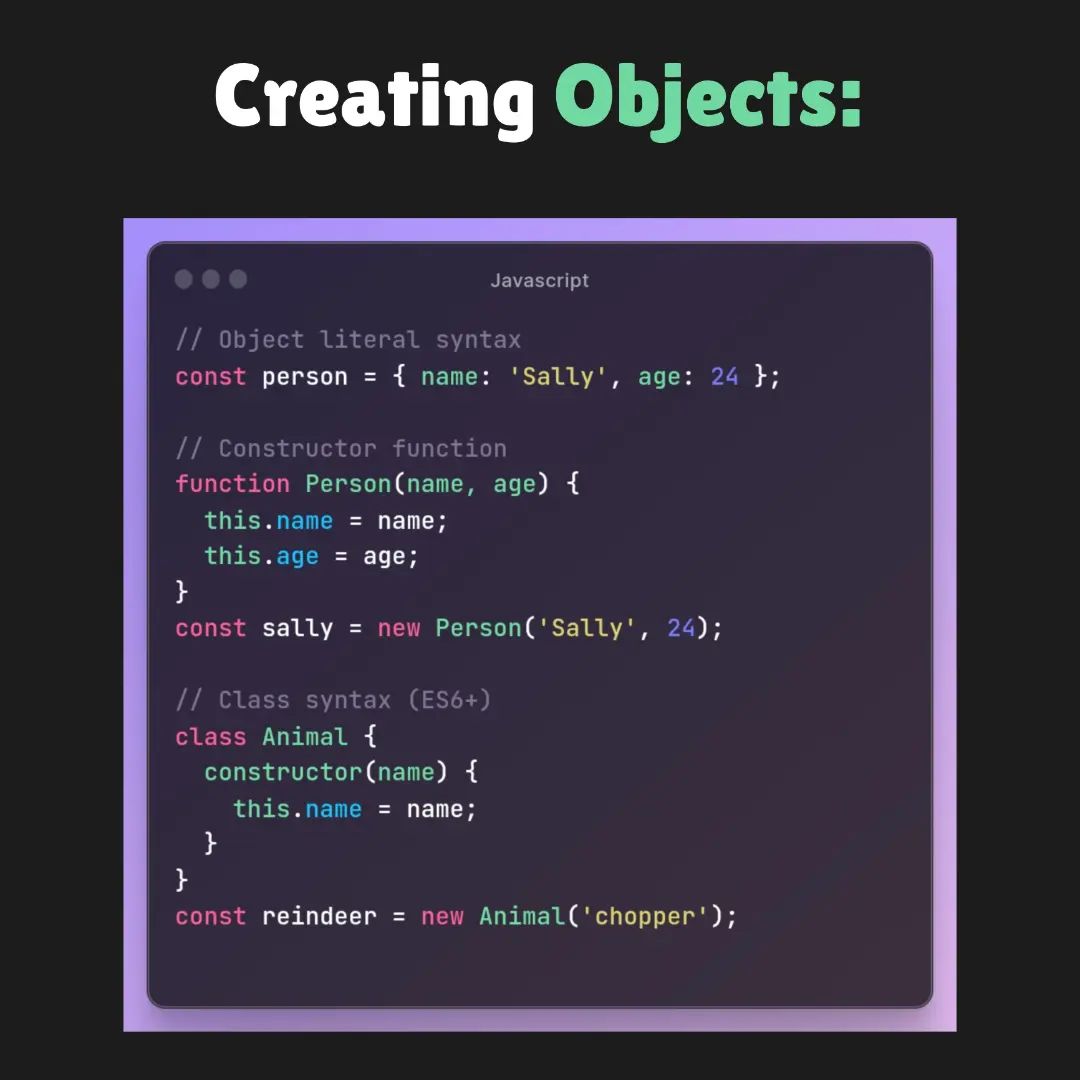 Creating Objects:
Javascript
// Object literal syntax
const person = { name: 'Sally', age: 24 };
// Constructor function
function Person(name, age) {
  this.name = name;
  this.age = age;
}
const sally = new Person('Sally', 24);
// Class syntax (ES6+)
class Animal {
  constructor(name) {
    this.name = name;
  }
}
const reindeer = new Animal('chopper');